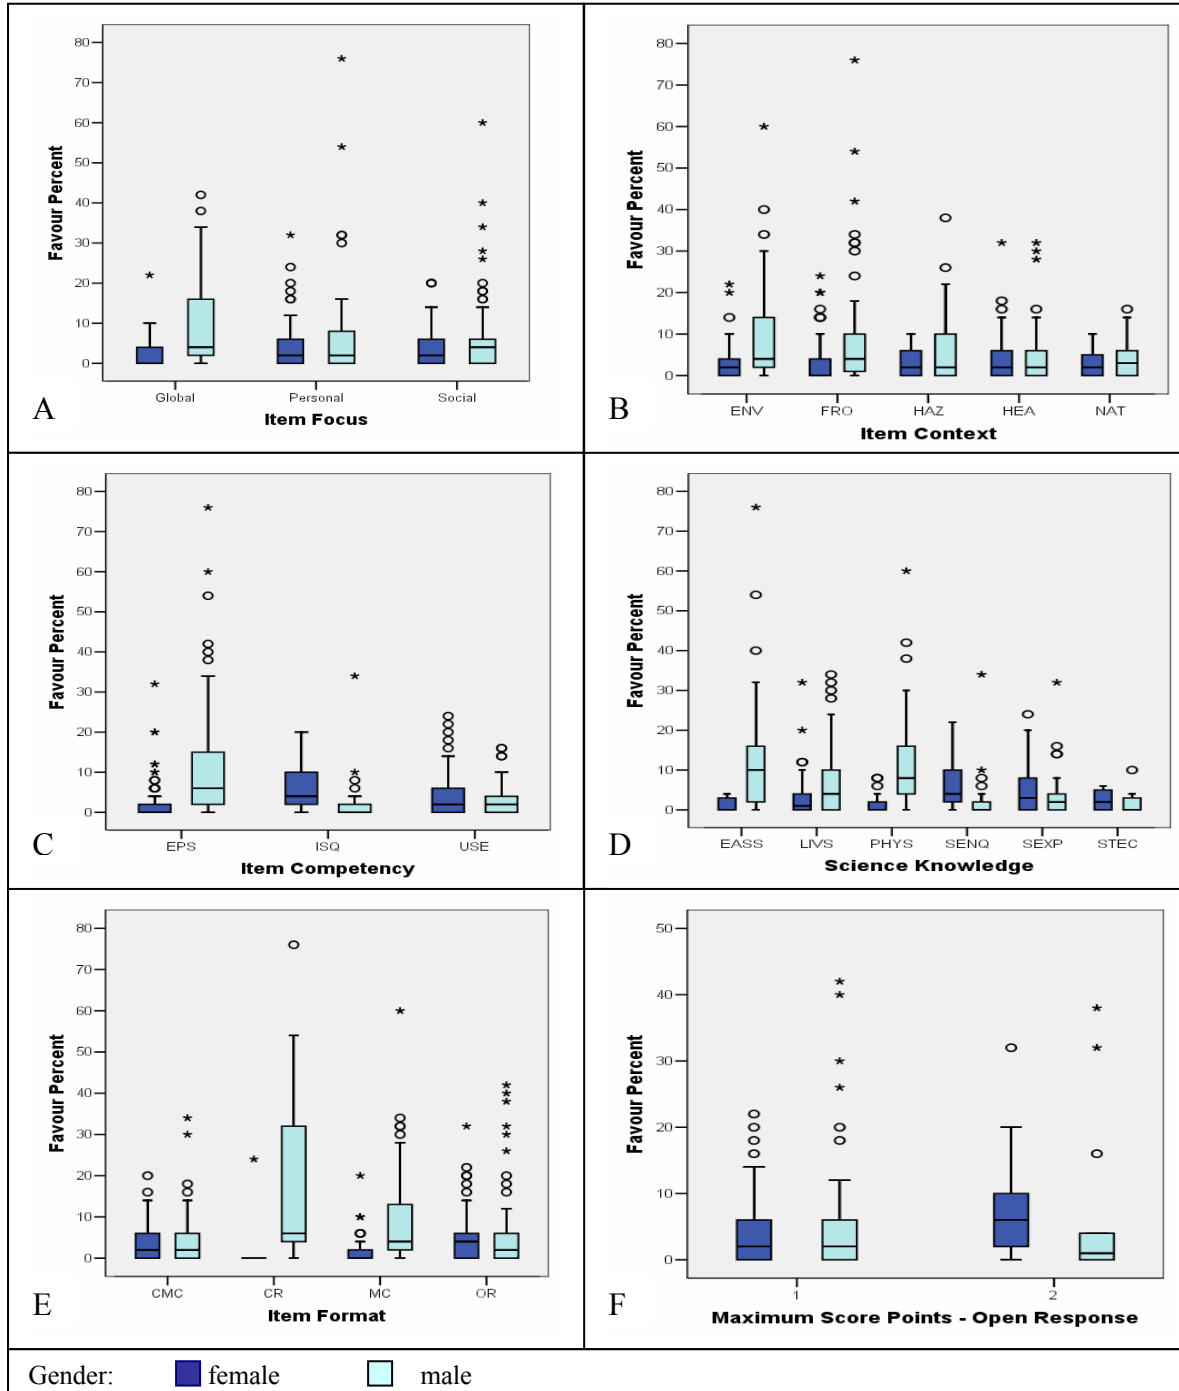 80
70
60
50
40
30
20
10
0
Favour Percent
Global Personal Social
Item Focus
A
80
70
60
50
40
30
20
10
0
Favour Percent
ENV FRO HAZ HEA NAT
Item Context
B
80
70
60
50
40
30
20
10
0
Favour Percent
EPS ISQ USE
Item Competency
C
80
70
60
50
40
30
20
10
0
Favour Percent
EASS LIVS PHYS SENQ SEXP STEC
Science Knowledge
D
80
70
60
50
40
30
20
10
0
Favour Percent
CMC CR MC OR
Item Format
E
50
40
30
20
10
0
Favour Percent
1 2
Maximum Score Points - Open Response
F
Gender: female male